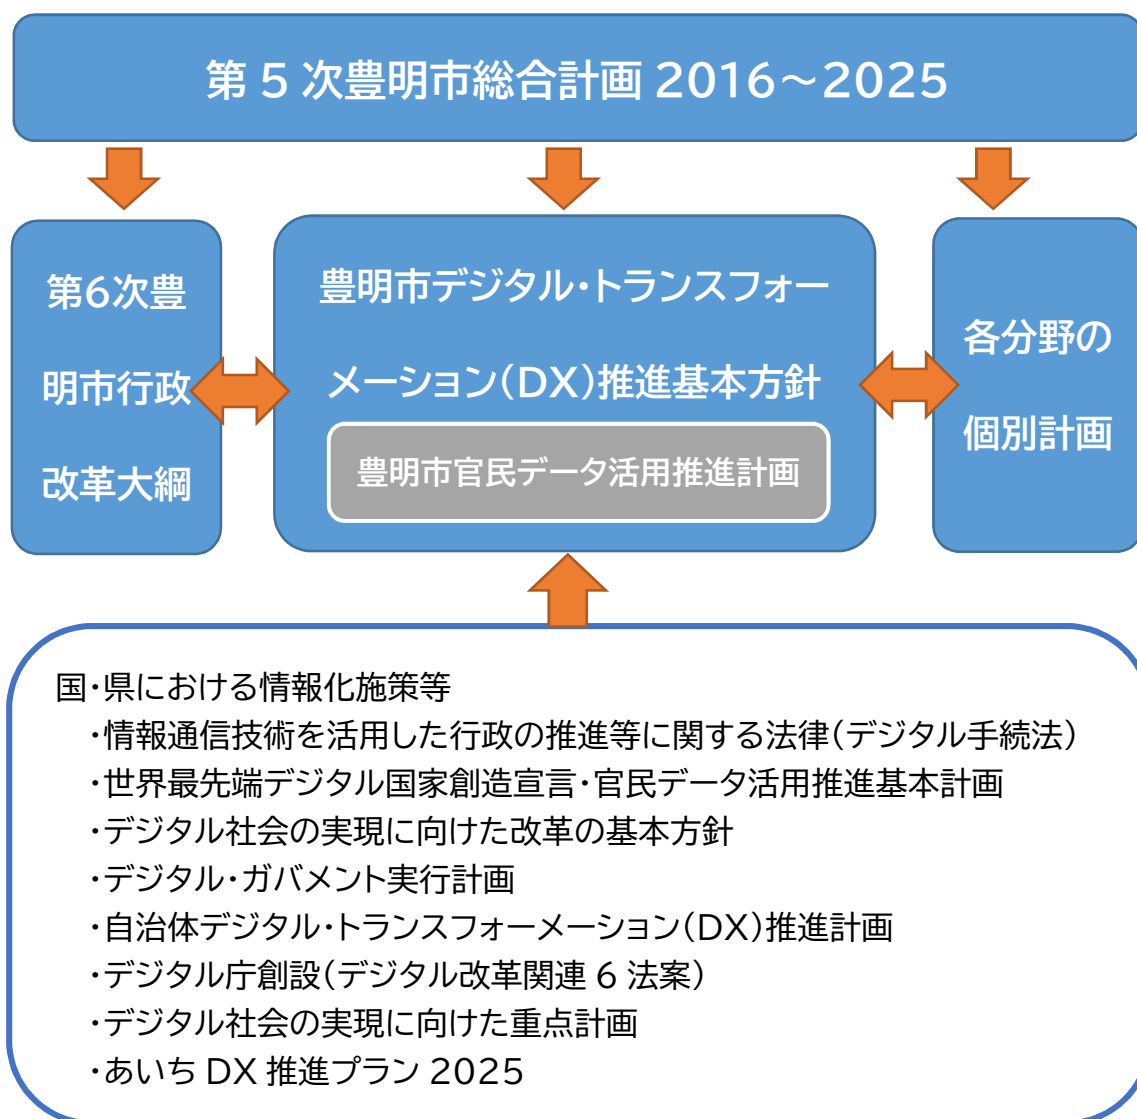 第 5 次豊明市総合計画 2016～2025
第6次豊
明市行政
改革大綱
豊明市デジタル・トランスフォー
メーション(DX)推進基本方針
豊明市官民データ活用推進計画
各分野の
個別計画
国・県における情報化施策等
・情報通信技術を活用した行政の推進等に関する法律(デジタル手続法)
・世界最先端デジタル国家創造宣言・官民データ活用推進基本計画
・デジタル社会の実現に向けた改革の基本方針
・デジタル・ガバメント実行計画
・自治体デジタル・トランスフォーメーション(DX)推進計画
・デジタル庁創設(デジタル改革関連 6 法案)
・デジタル社会の実現に向けた重点計画
・あいち DX 推進プラン 2025